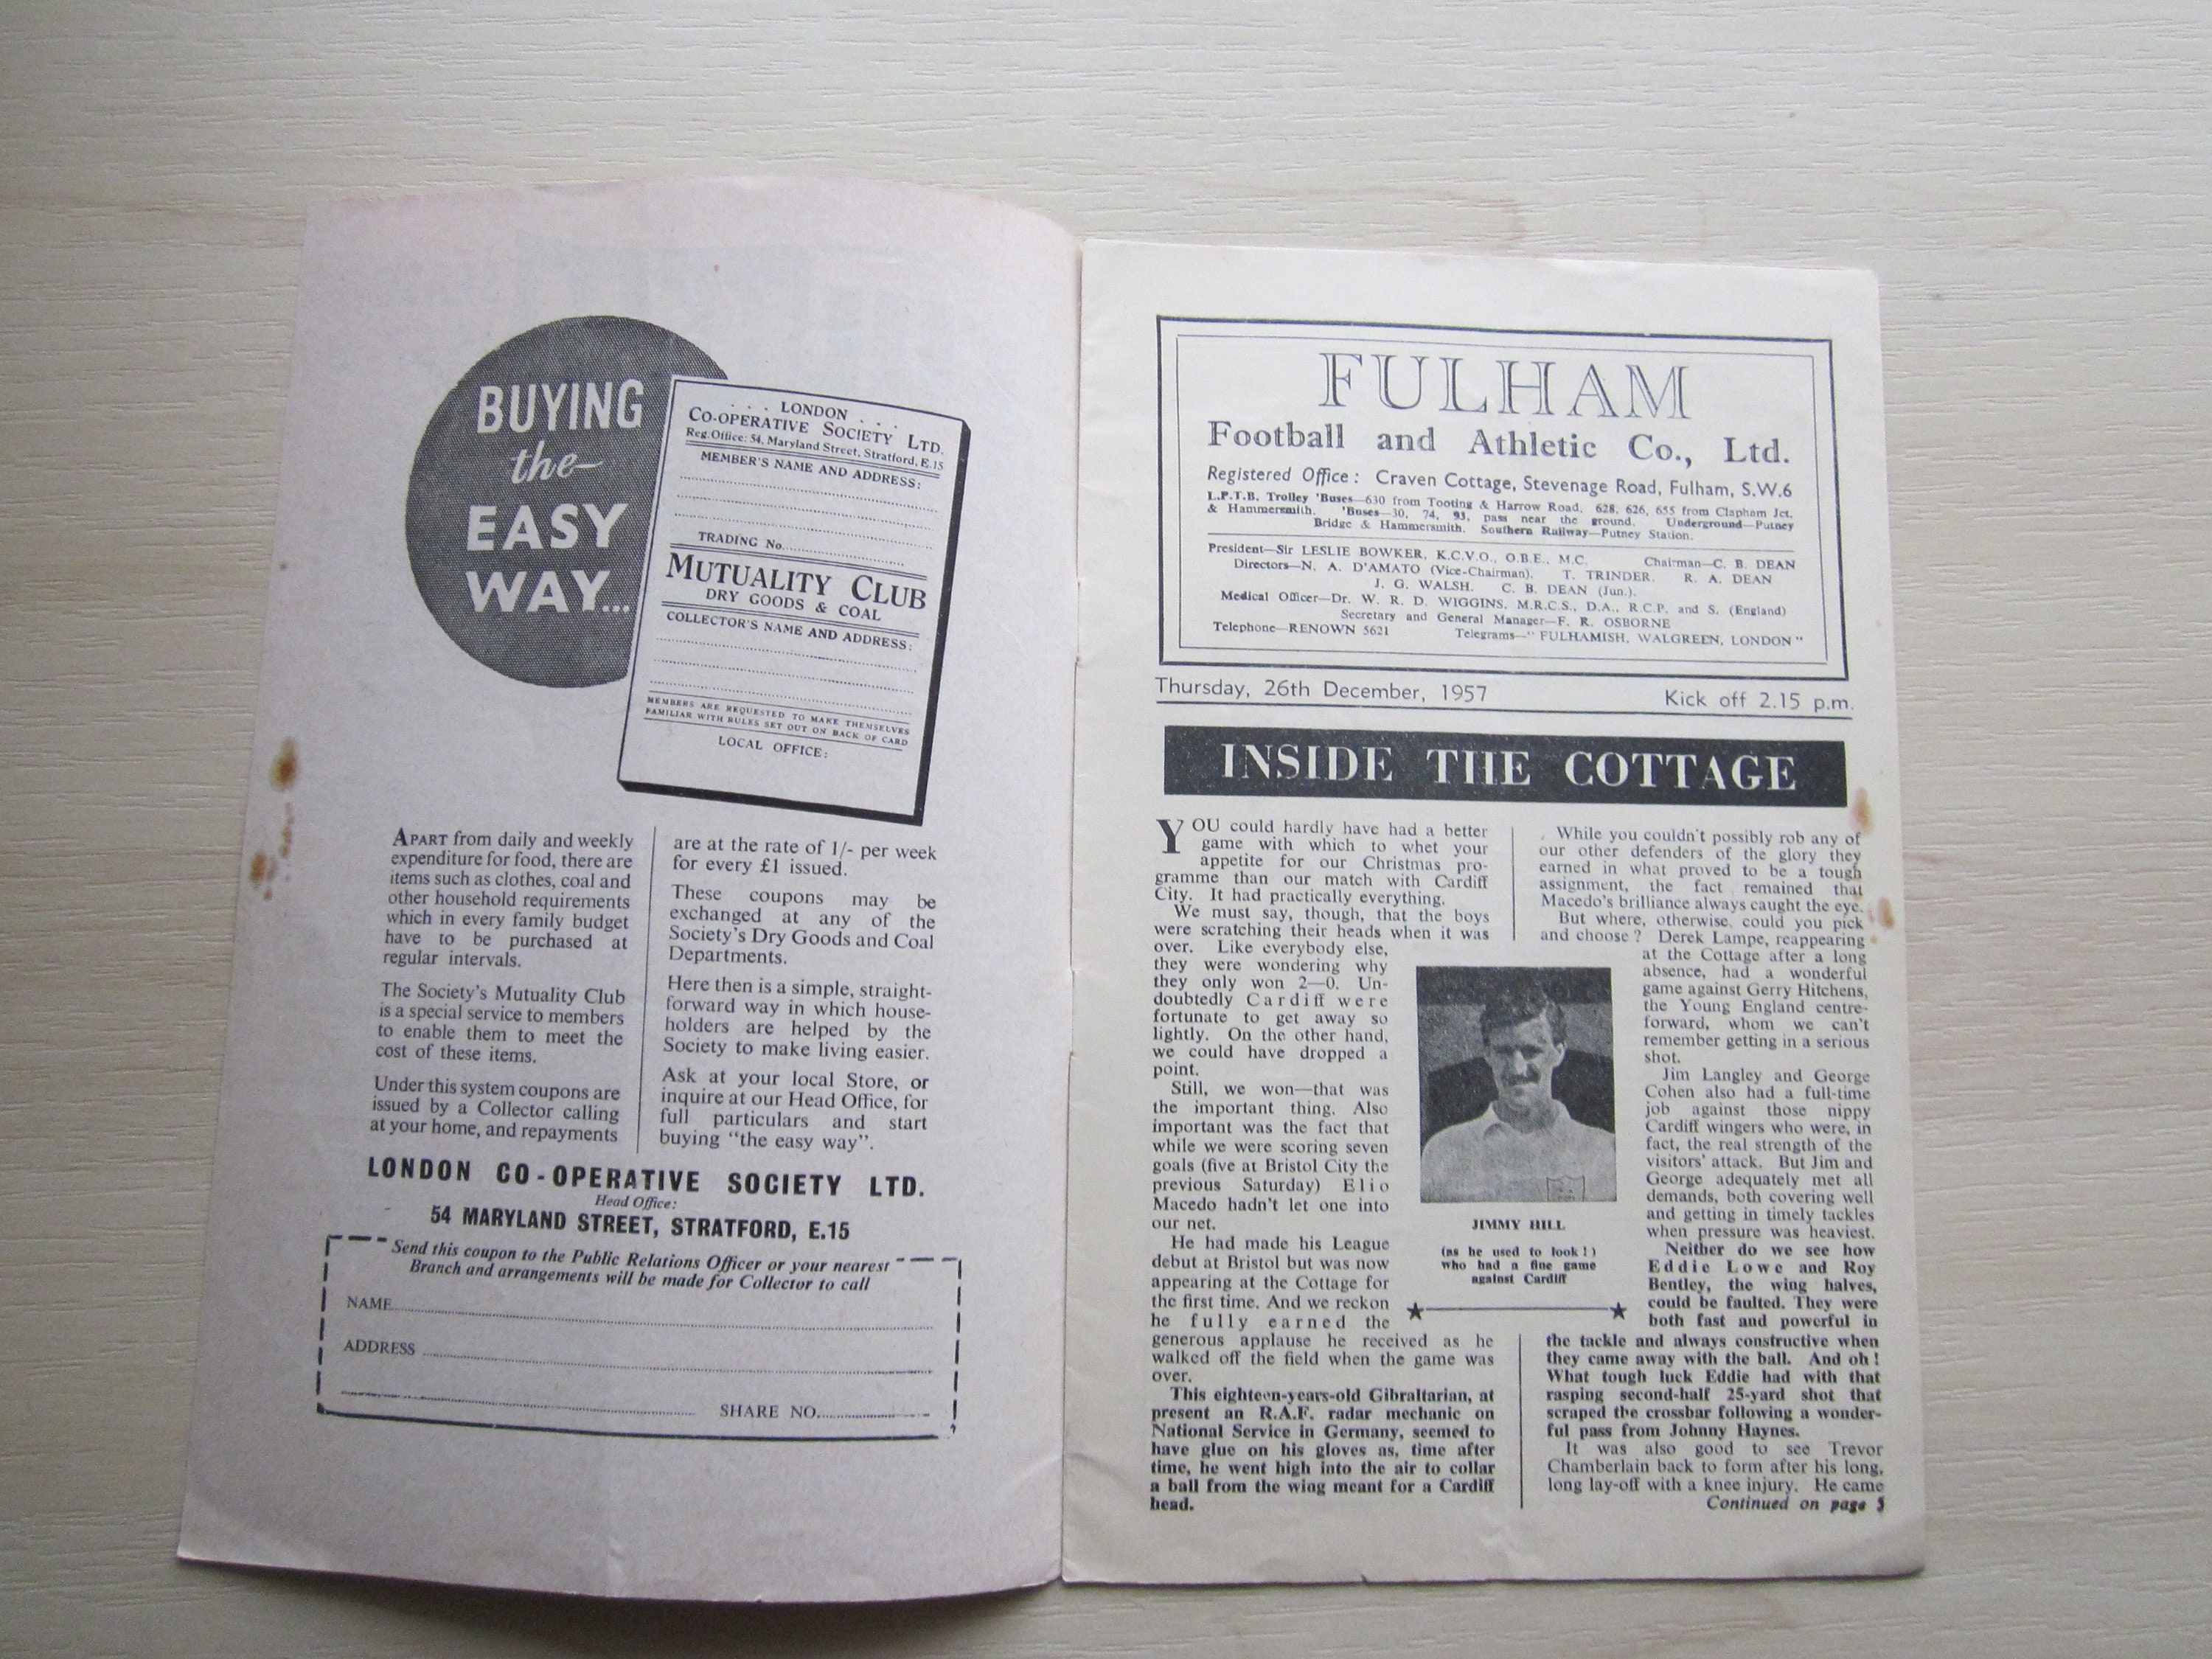 BUYING
the—
EASY
WAY...
. . . LONDON . . .
CO-OPERATIVE SOCIETY LTD.
Reg. Office: 54, Maryland Street, Stratford, E.15
MEMBER'S NAME AND ADDRESS:
TRADING No.
MUTUALITY CLUB
DRY GOODS & COAL
COLLECTOR'S NAME AND ADDRESS:
MEMBERS ARE REQUESTED TO MAKE THEMSELVES
FAMILIAR WITH RULES SET OUT ON BACK OF CARD
LOCAL OFFICE:
APART from daily and weekly
expenditure for food, there are
items such as clothes, coal and
other household requirements
which in every family budget
have to be purchased at
regular intervals.
The Society's Mutuality Club
is a special service to members
to enable them to meet the
cost of these items.
Under this system coupons are
issued by a Collector calling
at your home, and repayments
are at the rate of 1/- per week
for every £1 issued.
These coupons may be
exchanged at any of the
Society's Dry Goods and Coal
Departments.
Here then is a simple, straight-
forward way in which house-
holders are helped by the
Society to make living easier.
Ask at your local Store, or
inquire at our Head Office, for
full particulars and start
buying "the easy way".
LONDON CO-OPERATIVE SOCIETY LTD.
Head Office:
54 MARYLAND STREET, STRATFORD, E.15
Send this coupon to the Public Relations Officer or your nearest
Branch and arrangements will be made for Collector to call
NAME
ADDRESS
SHARE NO.
FULHAM
Football and Athletic Co., Ltd.
Registered Office: Craven Cottage, Stevenage Road, Fulham, S.W.6
L.P.T.B. Trolley 'Buses—630 from Tooting & Harrow Road, 628, 626, 655 from Clapham Jct.
& Hammersmith. 'Buses—30, 74, 93, pass near the ground. Underground—Putney
Bridge & Hammersmith. Southern Railway—Putney Station.
President—Sir LESLIE BOWKER, K.C.V.O., O.B.E., M.C. Chairman—C. B. DEAN
Directors—N. A. D'AMATO (Vice-Chairman). T. TRINDER. R. A. DEAN
J. G. WALSH. C. B. DEAN (Jun.).
Medical Officer—Dr. W. R. D. WIGGINS, M.R.C.S., D.A., R.C.P. and S. (England)
Secretary and General Manager—F. R. OSBORNE
Telephone—RENOWN 5621 Telegrams—"FULHAMISH, WALGREEN, LONDON"
Thursday, 26th December, 1957 Kick off 2.15 p.m.
INSIDE THE COTTAGE
YOU could hardly have had a better
game with which to whet your
appetite for our Christmas pro-
gramme than our match with Cardiff
City. It had practically everything.
We must say, though, that the boys
were scratching their heads when it was
over. Like everybody else,
they were wondering why
they only won 2—0. Un-
doubtedly Cardiff were
fortunate to get away so
lightly. On the other hand,
we could have dropped a
point.
Still, we won—that was
the important thing. Also
important was the fact that
while we were scoring seven
goals (five at Bristol City the
previous Saturday) Elio
Macedo hadn't let one into
our net.
He had made his League
debut at Bristol but was now
appearing at the Cottage for
the first time. And we reckon
he fully earned the
generous applause he received as he
walked off the field when the game was
over.
This eighteen-years-old Gibraltarian, at
present an R.A.F. radar mechanic on
National Service in Germany, seemed to
have glue on his gloves as, time after
time, he went high into the air to collar
a ball from the wing meant for a Cardiff
head.
JIMMY HILL
(as he used to look!)
who had a fine game
against Cardiff
While you couldn't possibly rob any of
our other defenders of the glory they
earned in what proved to be a tough
assignment, the fact remained that
Macedo's brilliance always caught the eye.
But where, otherwise, could you pick
and choose? Derek Lampe, reappearing
at the Cottage after a long
absence, had a wonderful
game against Gerry Hitchens,
the Young England centre-
forward, whom we can't
remember getting in a serious
shot.
Jim Langley and George
Cohen also had a full-time
job against those nippy
Cardiff wingers who were, in
fact, the real strength of the
visitors' attack. But Jim and
George adequately met all
demands, both covering well
and getting in timely tackles
when pressure was heaviest.
Neither do we see how
Eddie Lowe and Roy
Bentley, the wing halves,
could be faulted. They were
both fast and powerful in
the tackle and always constructive when
they came away with the ball. And oh!
What tough luck Eddie had with that
rasping second-half 25-yard shot that
scraped the crossbar following a wonder-
ful pass from Johnny Haynes.
It was also good to see Trevor
Chamberlain back to form after his long,
long lay-off with a knee injury. He came
Continued on page 5